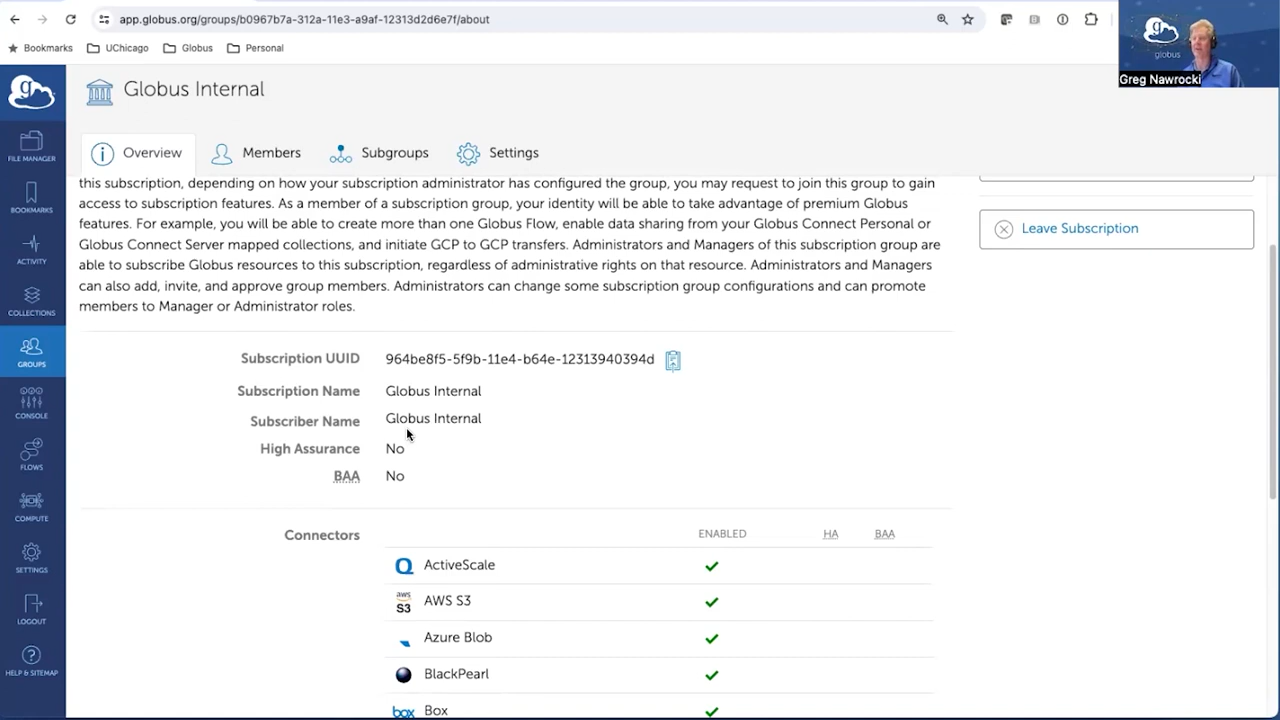 app.globus.org/groups/b0967b7a-312a-11e3-a9af-12313d2d6e7f/about
Bookmarks
UChicago
Globus
Personal
globus
Greg Nawrocki
Globus Internal
Overview
Members
Subgroups
Settings
FILE MANAGER
BOOKMARKS
ACTIVITY
COLLECTIONS
GROUPS
CONSOLE
FLOWS
COMPUTE
SETTINGS
LOGOUT
HELP & SITEMAP
this subscription, depending on how your subscription administrator has configured the group, you may request to join this group to gain
access to subscription features. As a member of a subscription group, your identity will be able to take advantage of premium Globus
features. For example, you will be able to create more than one Globus Flow, enable data sharing from your Globus Connect Personal or
Globus Connect Server mapped collections, and initiate GCP to GCP transfers. Administrators and Managers of this subscription group are
able to subscribe Globus resources to this subscription, regardless of administrative rights on that resource. Administrators and Managers
can also add, invite, and approve group members. Administrators can change some subscription group configurations and can promote
members to Manager or Administrator roles.
Leave Subscription
Subscription UUID 964be8f5-5f9b-11e4-b64e-12313940394d
Subscription Name Globus Internal
Subscriber Name Globus Internal
High Assurance No
BAA No
Connectors ENABLED HA BAA
ActiveScale
aws S3 AWS S3
Azure Blob
BlackPearl
box Box